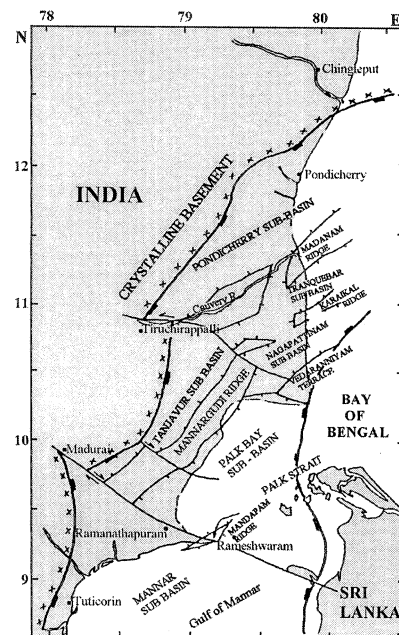 78
79
80
E
N
Chingleput
12
Pondicherry
INDIA
CRYSTALLINE BASEMENT
PONDICHERRY SUB-BASIN
MADANAM
RIDGE
TRANQUEBAR
SUB BASIN
KARAIKAL
RIDGE
11
Cauvery R.
Tiruchirappalli
NAGAPATTINAM
SUB BASIN
VEDARANNIYAM
TERRACE
TANJAVUR SUB BASIN
MANNARGUDI RIDGE
BAY
OF
BENGAL
10
Madurai
PALK BAY
SUB - BASIN
PALK STRAIT
MANDAPAM
RIDGE
Ramanathapuram
Rameshwaram
9
Tuticorin
MANNAR
SUB BASIN
Gulf of Mannar
SRI
LANKA